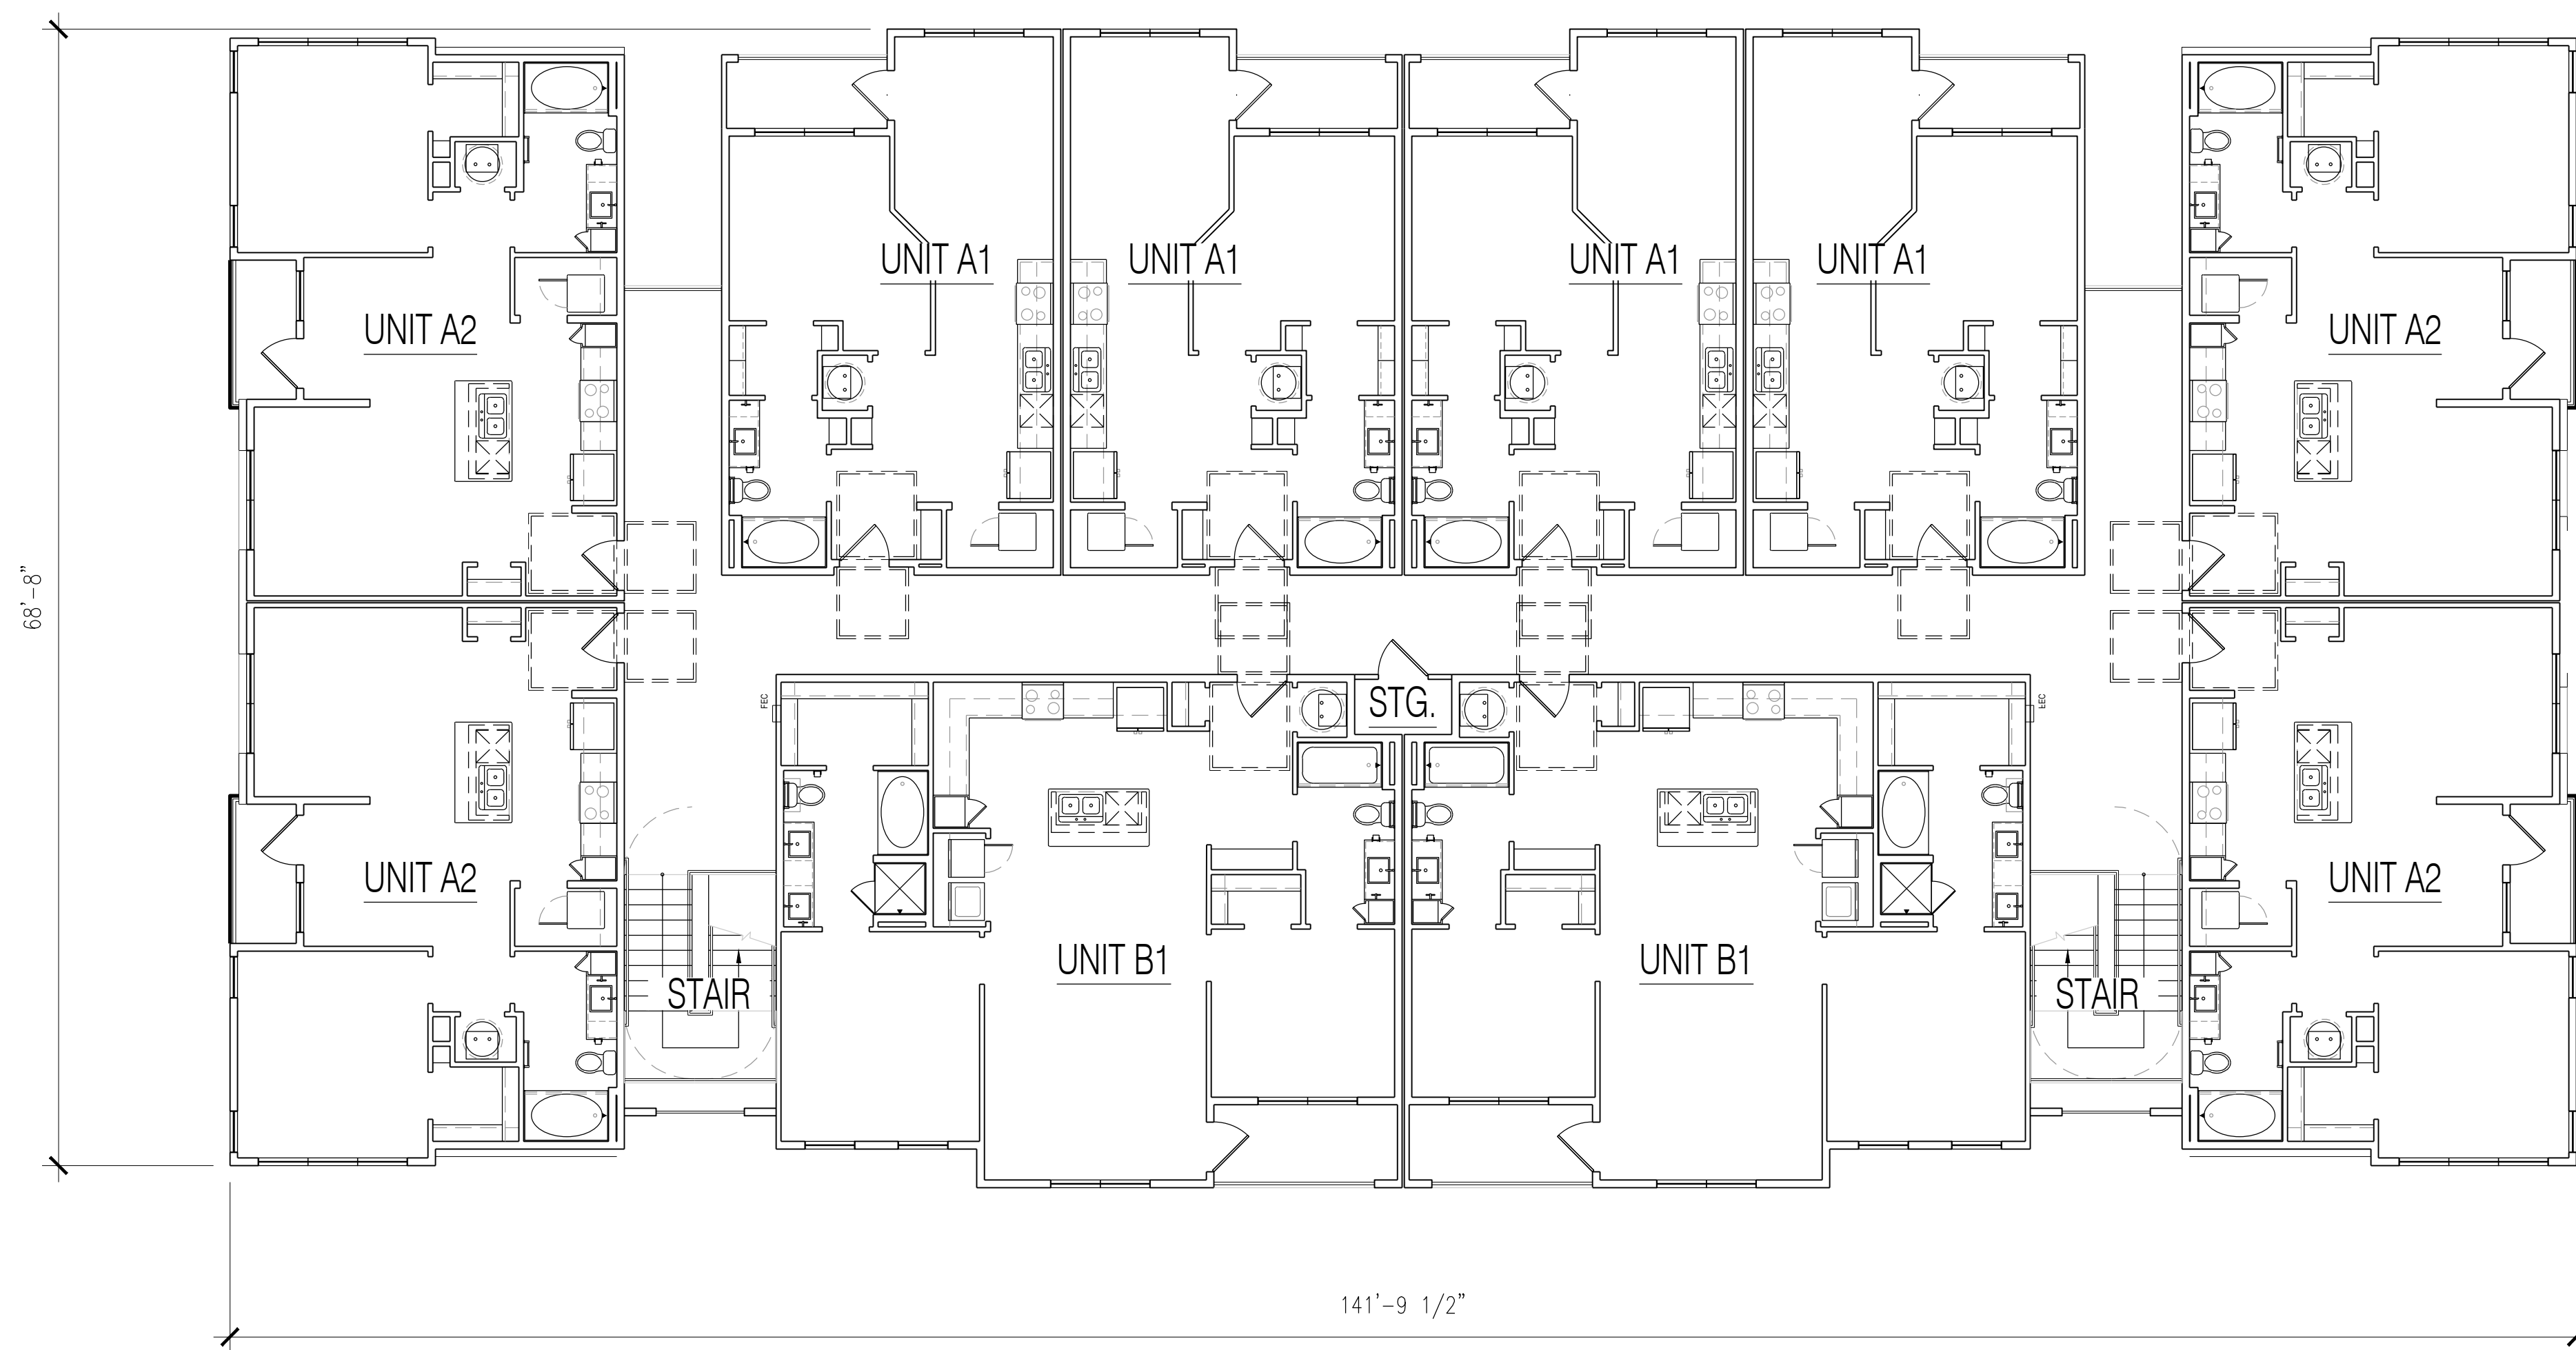 UNIT A1
UNIT A1
UNIT A1
UNIT A1
UNIT A2
UNIT A2
68'-8"
FEC
STG.
FEC
UNIT A2
UNIT A2
UNIT B1
UNIT B1
STAIR
STAIR
141'-9 1/2"